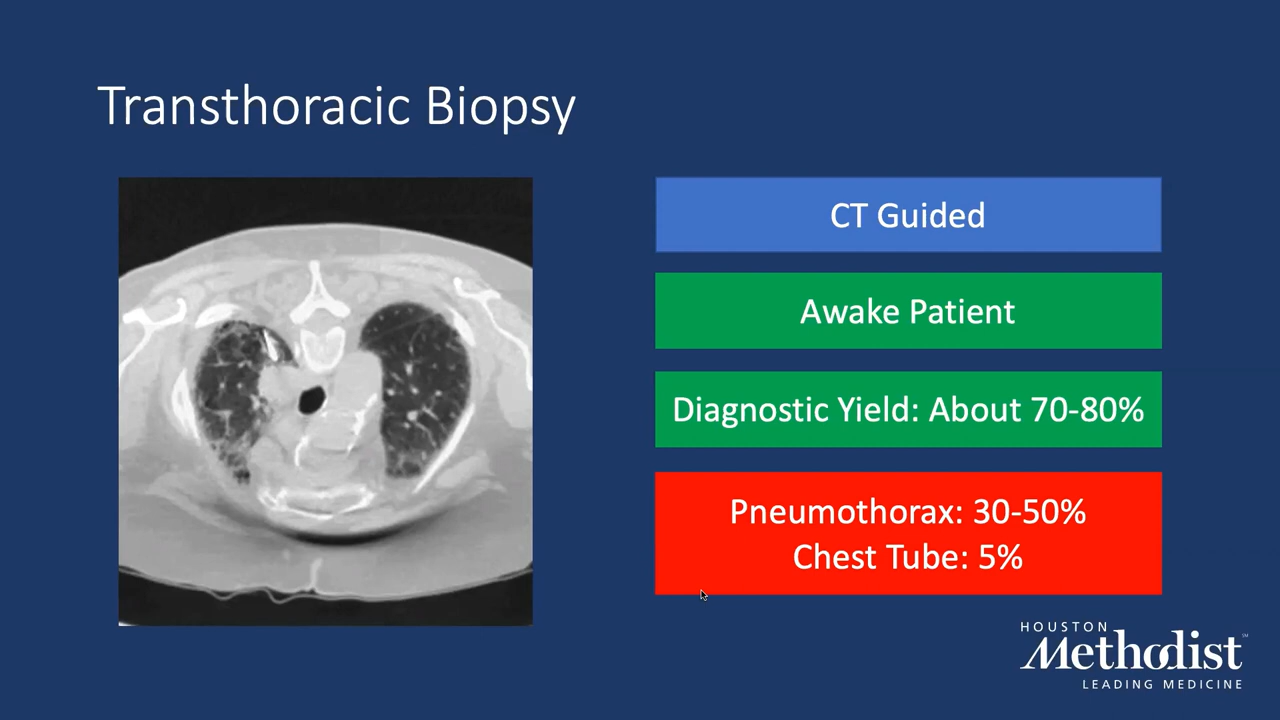 Transthoracic Biopsy
CT Guided
Awake Patient
Diagnostic Yield: About 70-80%
Pneumothorax: 30-50%
Chest Tube: 5%
HOUSTON
Methodist
LEADING MEDICINE